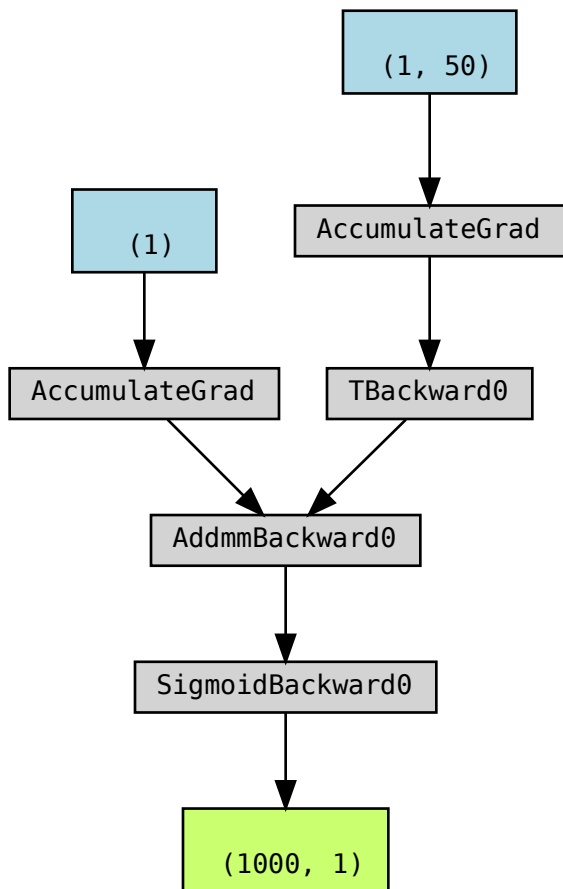 (1, 50)
AccumulateGrad
(1)
AccumulateGrad
TBackward0
AddmmBackward0
SigmoidBackward0
(1000, 1)